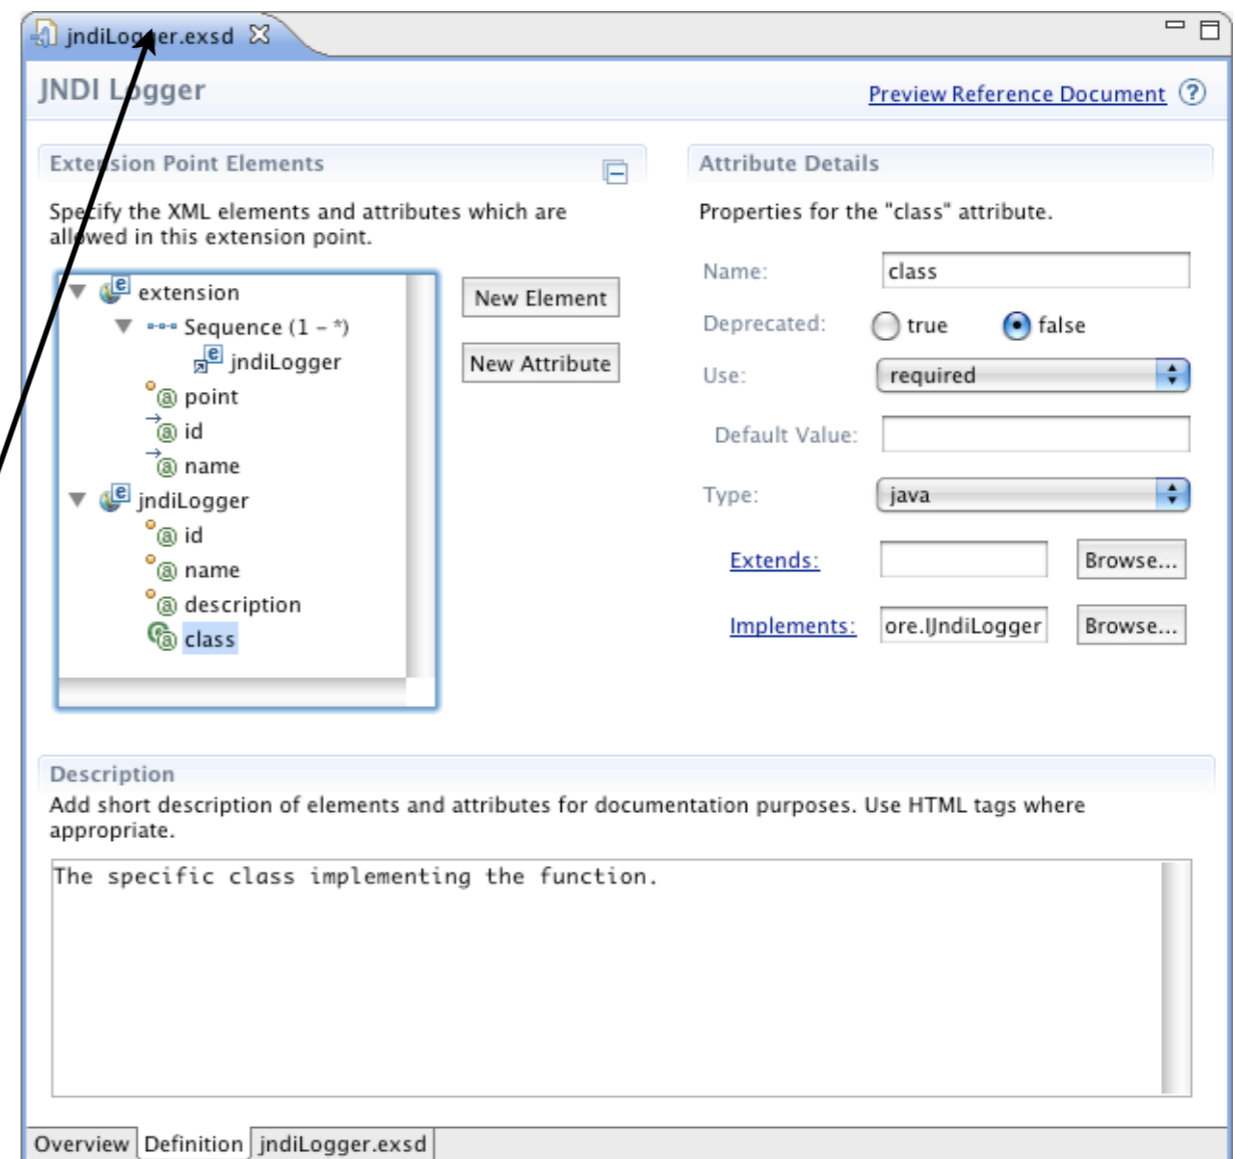 jndiLogger.exsd
JNDI Logger
Preview Reference Document ?
Extension Point Elements
Specify the XML elements and attributes which are
allowed in this extension point.
extension
Sequence (1 - *)
jndiLogger
point
id
name
jndiLogger
id
name
description
class
New Element
New Attribute
Attribute Details
Properties for the "class" attribute.
Name: class
Deprecated: true false
Use: required
Default Value:
Type: java
Extends: Browse...
Implements: ore.IJndiLogger Browse...
Description
Add short description of elements and attributes for documentation purposes. Use HTML tags where
appropriate.
The specific class implementing the function.
Overview Definition jndiLogger.exsd